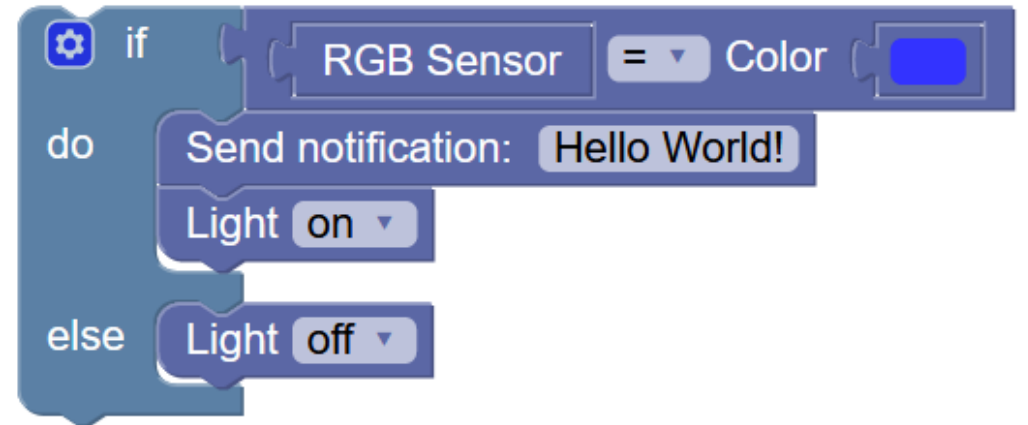 if RGB Sensor = Color
do Send notification: Hello World!
Light on
else Light off